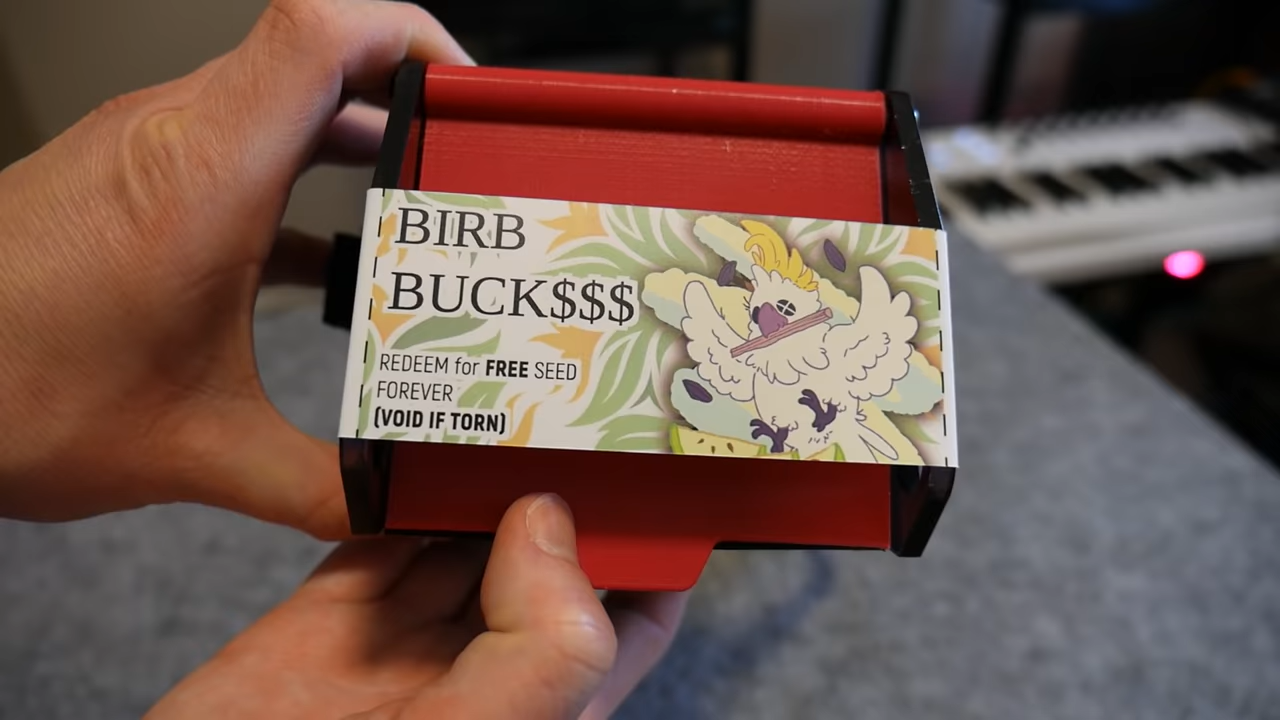 BIRB
BUCK$$$
REDEEM for FREE SEED
FOREVER
(VOID IF TORN)